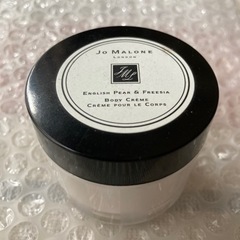 Jo Malone
London
English Pear & Freesia
Body Crème
Crème pour le Corps